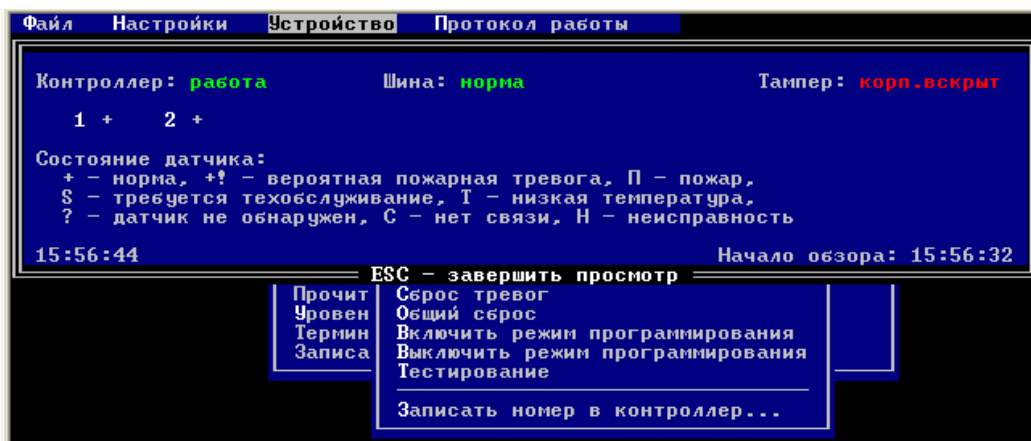 Файл Настройки Устройство Протокол работы
Контроллер: работа Шина: норма Тампер: корп.вскрыт
1 + 2 +
Состояние датчика:
+ – норма, +! – вероятная пожарная тревога, П – пожар,
S – требуется техобслуживание, Т – низкая температура,
? – датчик не обнаружен, С – нет связи, Н – неисправность
15:56:44 Начало обзора: 15:56:32
ESC – завершить просмотр
Прочит Сброс тревог
Уровен Общий сброс
Термин Включить режим программирования
Записа Выключить режим программирования
Тестирование
Записать номер в контроллер...